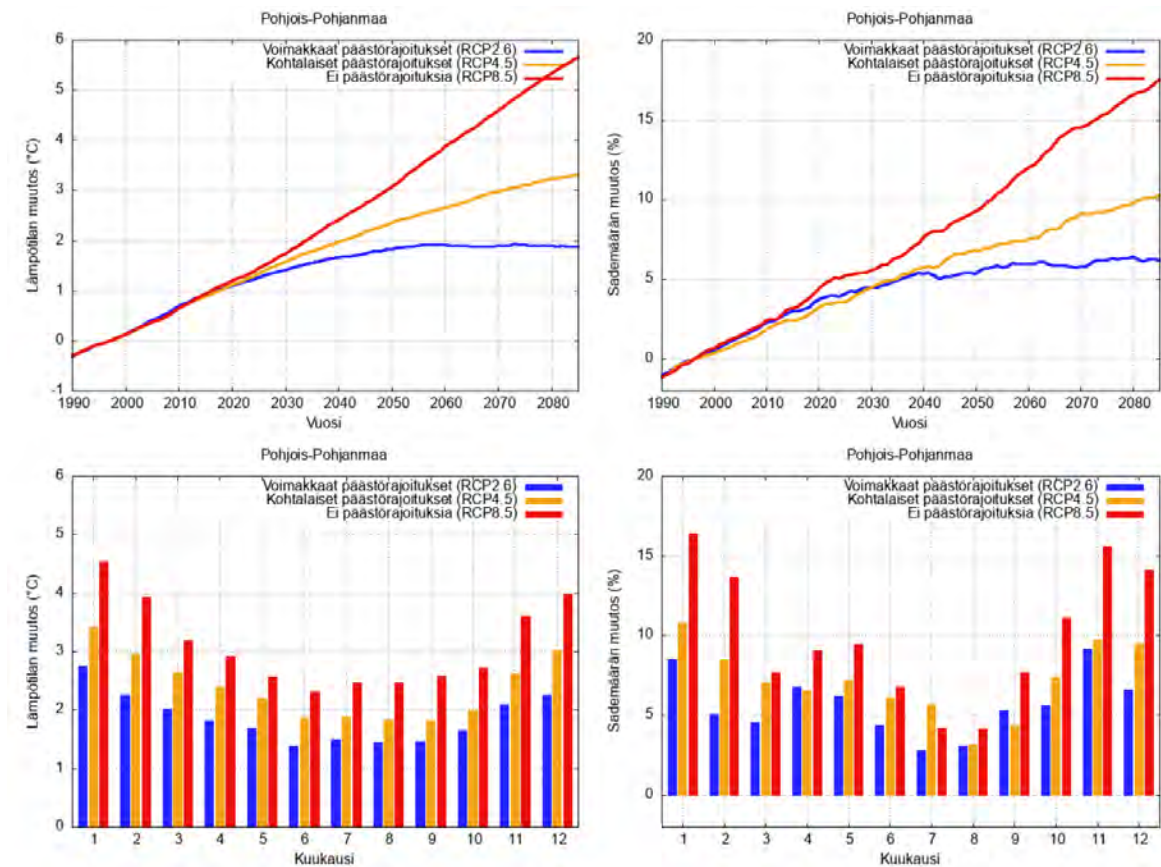 Pohjois-Pohjanmaa
6
5
4
3
2
1
0
-1
Lämpötilan muutos (°C)
Voimakkaat päästörajoitukset (RCP2.6)
Kohtalaiset päästörajoitukset (RCP4.5)
Ei päästörajoituksia (RCP8.5)
1990 2000 2010 2020 2030 2040 2050 2060 2070 2080
Vuosi
Pohjois-Pohjanmaa
20
15
10
5
0
Sademäärän muutos (%)
Voimakkaat päästörajoitukset (RCP2.6)
Kohtalaiset päästörajoitukset (RCP4.5)
Ei päästörajoituksia (RCP8.5)
1990 2000 2010 2020 2030 2040 2050 2060 2070 2080
Vuosi
Pohjois-Pohjanmaa
6
5
4
3
2
1
0
Lämpötilan muutos (°C)
Voimakkaat päästörajoitukset (RCP2.6)
Kohtalaiset päästörajoitukset (RCP4.5)
Ei päästörajoituksia (RCP8.5)
1 2 3 4 5 6 7 8 9 10 11 12
Kuukausi
Pohjois-Pohjanmaa
20
15
10
5
0
Sademäärän muutos (%)
Voimakkaat päästörajoitukset (RCP2.6)
Kohtalaiset päästörajoitukset (RCP4.5)
Ei päästörajoituksia (RCP8.5)
1 2 3 4 5 6 7 8 9 10 11 12
Kuukausi